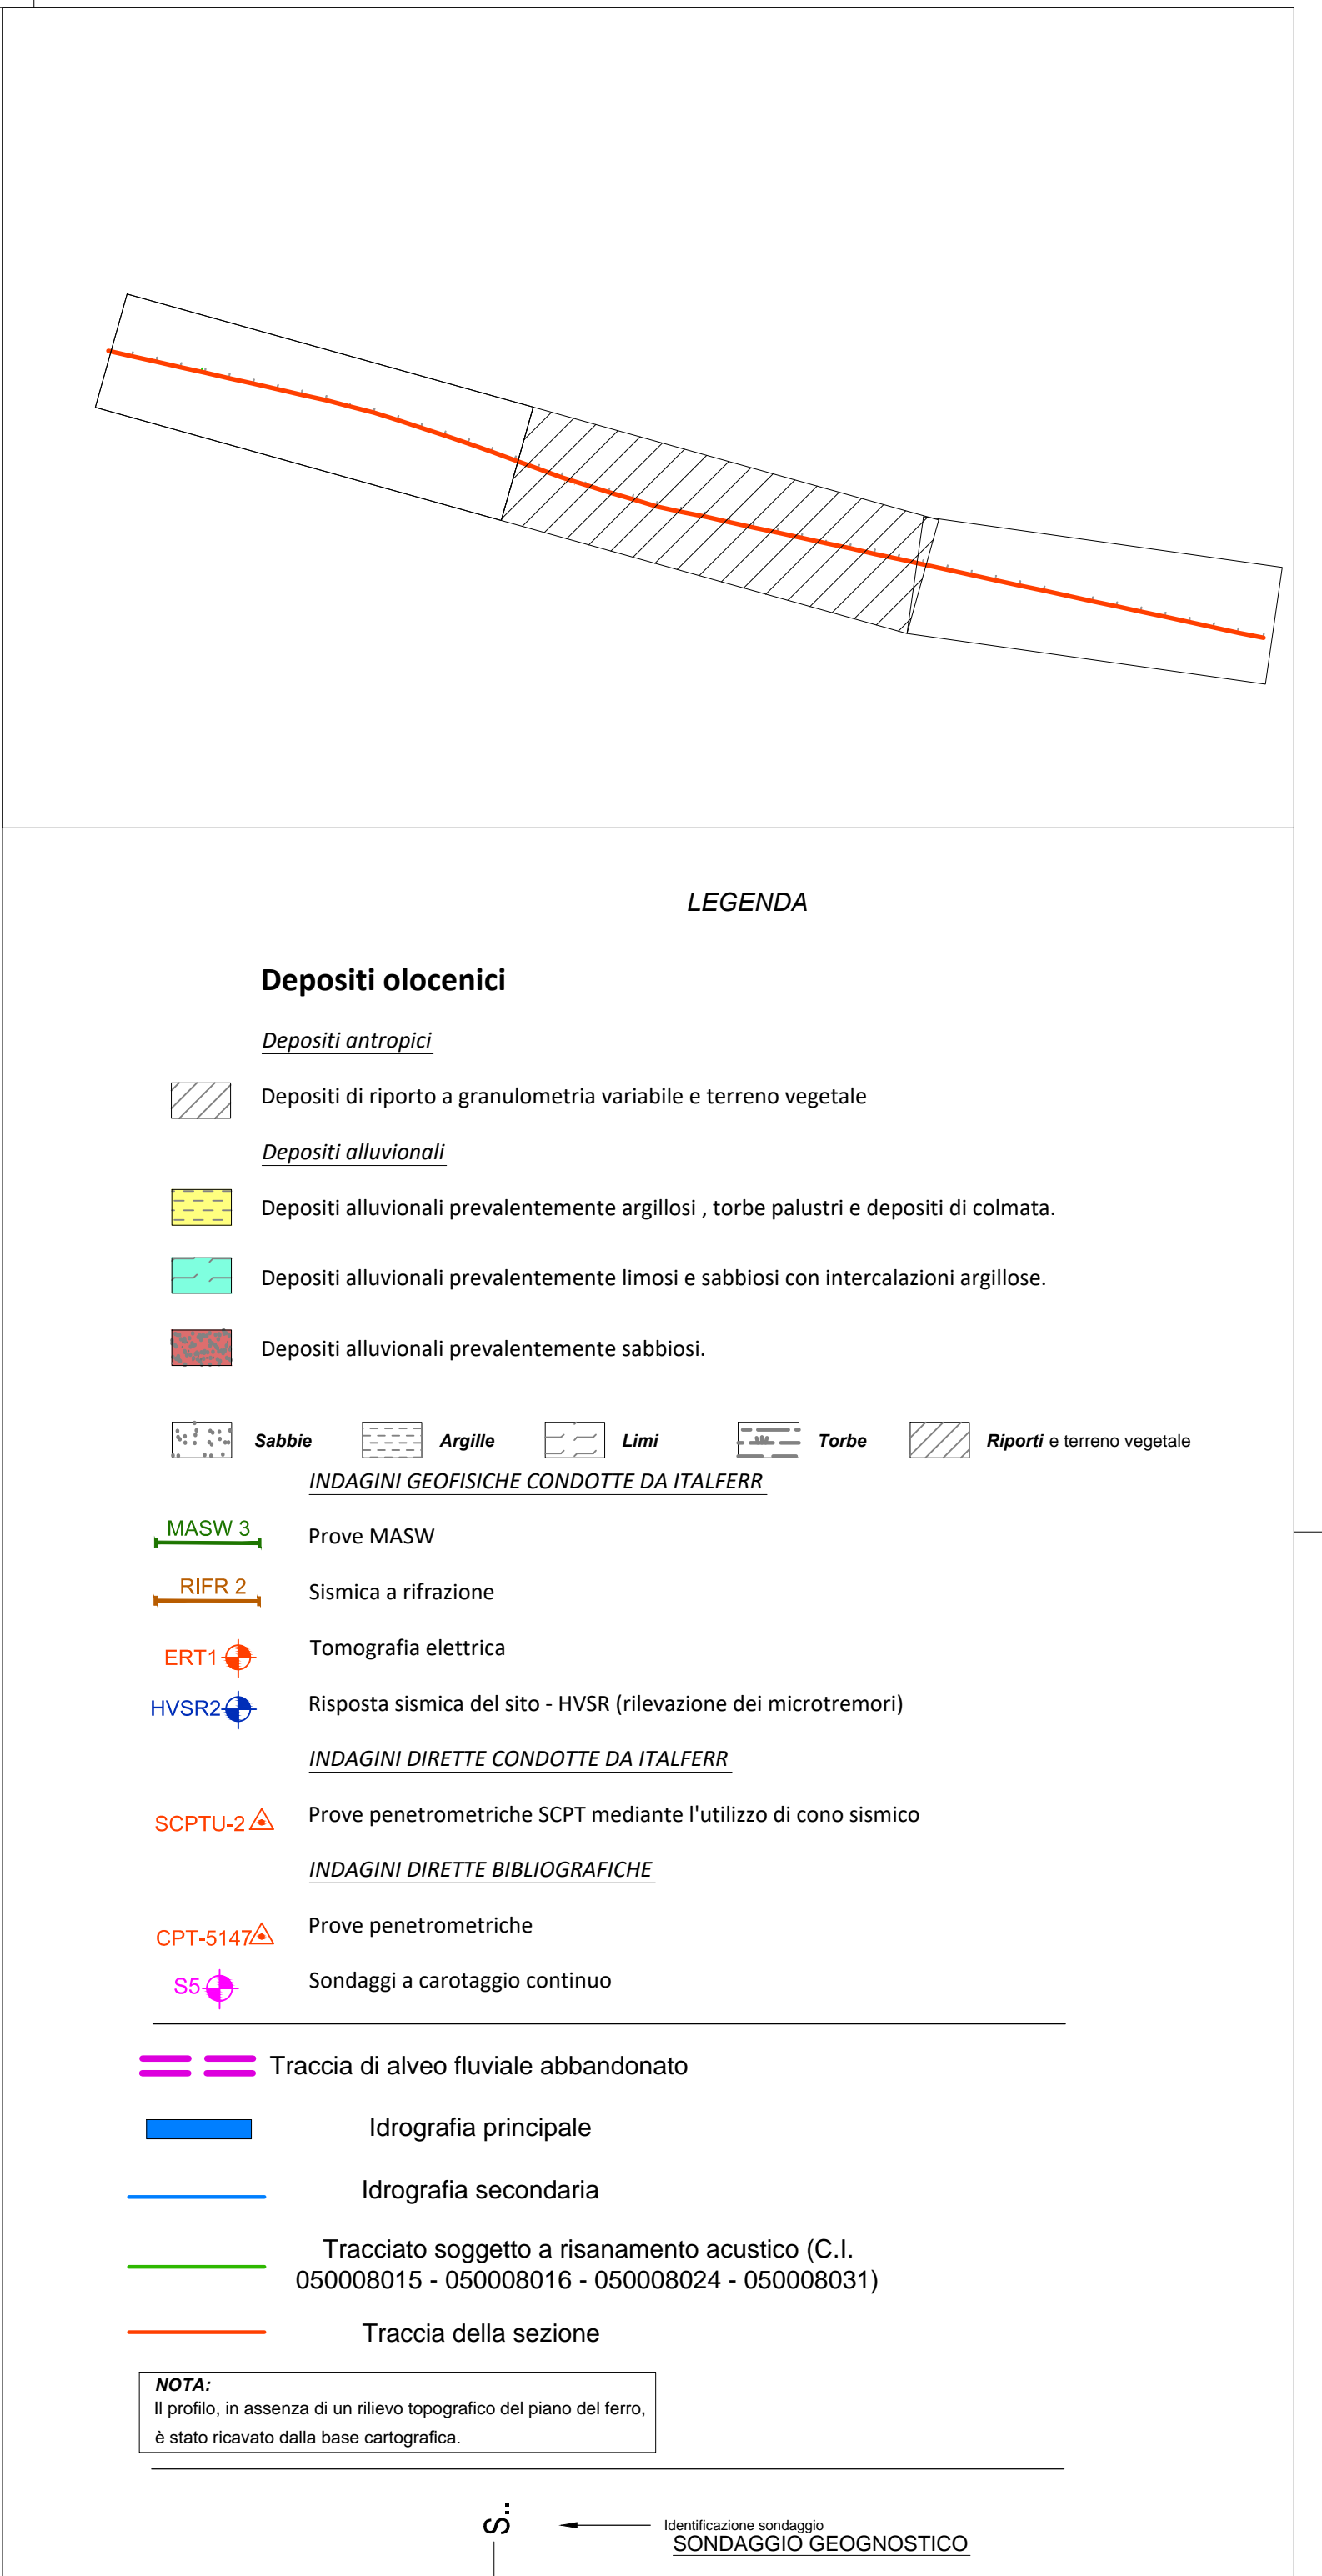 LEGENDA
Depositi olocenici
Depositi antropici
Depositi di riporto a granulometria variabile e terreno vegetale
Depositi alluvionali
Depositi alluvionali prevalentemente argillosi , torbe palustri e depositi di colmata.
Depositi alluvionali prevalentemente limosi e sabbiosi con intercalazioni argillose.
Depositi alluvionali prevalentemente sabbiosi.
Sabbie Argille Limi Torbe Riporti e terreno vegetale
INDAGINI GEOFISICHE CONDOTTE DA ITALFERR
MASW 3 Prove MASW
RIFR 2 Sismica a rifrazione
ERT1 Tomografia elettrica
HVSR2 Risposta sismica del sito - HVSR (rilevazione dei microtremori)
INDAGINI DIRETTE CONDOTTE DA ITALFERR
SCPTU-2 Prove penetrometriche SCPT mediante l'utilizzo di cono sismico
INDAGINI DIRETTE BIBLIOGRAFICHE
CPT-5147 Prove penetrometriche
S5 Sondaggi a carotaggio continuo
Traccia di alveo fluviale abbandonato
Idrografia principale
Idrografia secondaria
Tracciato soggetto a risanamento acustico (C.I.
050008015 - 050008016 - 050008024 - 050008031)
Traccia della sezione
NOTA:
Il profilo, in assenza di un rilievo topografico del piano del ferro,
è stato ricavato dalla base cartografica.
S..
Identificazione sondaggio
SONDAGGIO GEOGNOSTICO